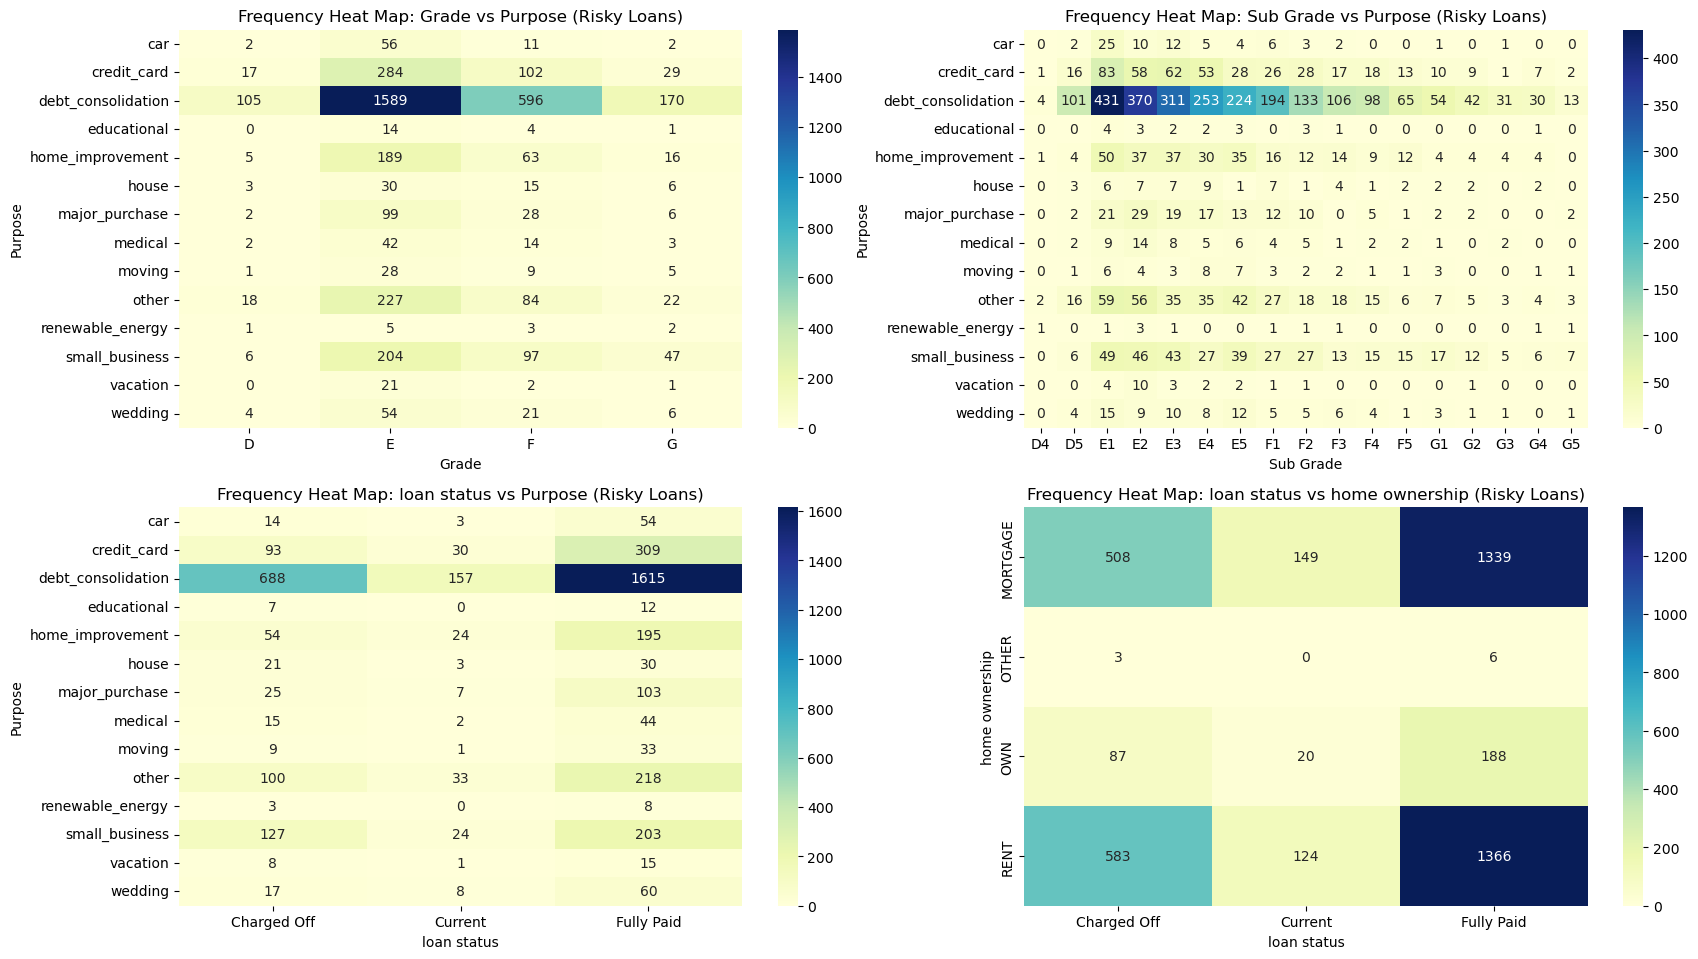 Frequency Heat Map: Grade vs Purpose (Risky Loans)
Purpose
car 2 56 11 2
credit_card 17 284 102 29
debt_consolidation 105 1589 596 170
educational 0 14 4 1
home_improvement 5 189 63 16
house 3 30 15 6
major_purchase 2 99 28 6
medical 2 42 14 3
moving 1 28 9 5
other 18 227 84 22
renewable_energy 1 5 3 2
small_business 6 204 97 47
vacation 0 21 2 1
wedding 4 54 21 6
D E F G
Grade
1400
1200
1000
800
600
400
200
0
Frequency Heat Map: Sub Grade vs Purpose (Risky Loans)
Purpose
car 0 2 25 10 12 5 4 6 3 2 0 0 1 0 1 0 0
credit_card 1 16 83 58 62 53 28 26 28 17 18 13 10 9 1 7 2
debt_consolidation 4 101 431 370 311 253 224 194 133 106 98 65 54 42 31 30 13
educational 0 0 4 3 2 2 3 0 3 1 0 0 0 0 0 1 0
home_improvement 1 4 50 37 37 30 35 16 12 14 9 12 4 4 4 4 0
house 0 3 6 7 7 9 1 7 1 4 1 2 2 2 0 2 0
major_purchase 0 2 21 29 19 17 13 12 10 0 5 1 2 2 0 0 2
medical 0 2 9 14 8 5 6 4 5 1 2 2 1 0 2 0 0
moving 0 1 6 4 3 8 7 3 2 2 1 1 3 0 0 1 1
other 2 16 59 56 35 35 42 27 18 18 15 6 7 5 3 4 3
renewable_energy 1 0 1 3 1 0 0 1 1 1 0 0 0 0 0 1 1
small_business 0 6 49 46 43 27 39 27 27 13 15 15 17 12 5 6 7
vacation 0 0 4 10 3 2 2 1 1 0 0 0 0 1 0 0 0
wedding 0 4 15 9 10 8 12 5 5 6 4 1 3 1 1 0 1
D4 D5 E1 E2 E3 E4 E5 F1 F2 F3 F4 F5 G1 G2 G3 G4 G5
Sub Grade
400
350
300
250
200
150
100
50
0
Frequency Heat Map: loan status vs Purpose (Risky Loans)
Purpose
car 14 3 54
credit_card 93 30 309
debt_consolidation 688 157 1615
educational 7 0 12
home_improvement 54 24 195
house 21 3 30
major_purchase 25 7 103
medical 15 2 44
moving 9 1 33
other 100 33 218
renewable_energy 3 0 8
small_business 127 24 203
vacation 8 1 15
wedding 17 8 60
Charged Off Current Fully Paid
loan status
1600
1400
1200
1000
800
600
400
200
0
Frequency Heat Map: loan status vs home ownership (Risky Loans)
home ownership
MORTGAGE 508 149 1339
OTHER 3 0 6
OWN 87 20 188
RENT 583 124 1366
Charged Off Current Fully Paid
loan status
1200
1000
800
600
400
200
0